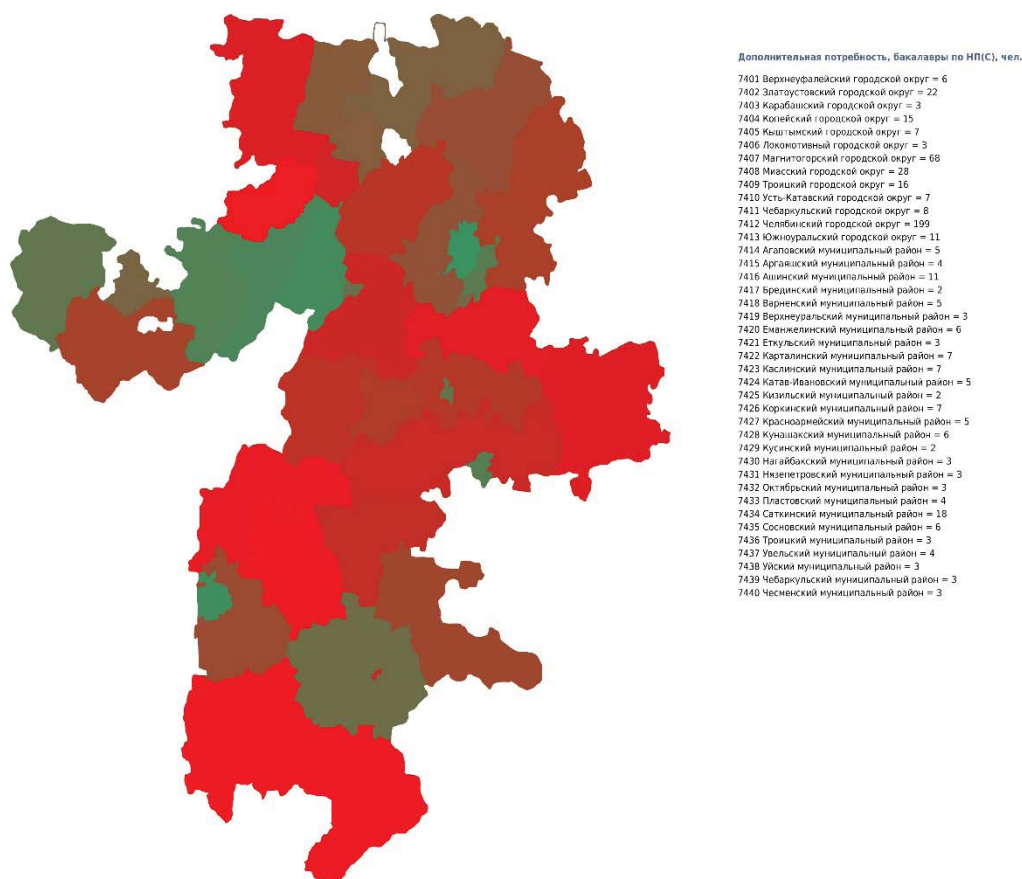 Дополнительная потребность, бакалавры по НП(С), чел.
7401 Верхнеуфалейский городской округ = 6
7402 Златоустовский городской округ = 22
7403 Карабашский городской округ = 3
7404 Копейский городской округ = 15
7405 Кыштымский городской округ = 7
7406 Локомотивный городской округ = 3
7407 Магнитогорский городской округ = 68
7408 Миасский городской округ = 28
7409 Троицкий городской округ = 16
7410 Усть-Катавский городской округ = 7
7411 Чебаркульский городской округ = 8
7412 Челябинский городской округ = 199
7413 Южноуральский городской округ = 11
7414 Агаповский муниципальный район = 5
7415 Аргаяшский муниципальный район = 4
7416 Ашинский муниципальный район = 11
7417 Брединский муниципальный район = 2
7418 Варненский муниципальный район = 5
7419 Верхнеуральский муниципальный район = 3
7420 Еманжелинский муниципальный район = 6
7421 Еткульский муниципальный район = 3
7422 Карталинский муниципальный район = 7
7423 Каслинский муниципальный район = 7
7424 Катав-Ивановский муниципальный район = 5
7425 Кизильский муниципальный район = 2
7426 Коркинский муниципальный район = 7
7427 Красноармейский муниципальный район = 5
7428 Кунашакский муниципальный район = 6
7429 Кусинский муниципальный район = 2
7430 Нагайбакский муниципальный район = 3
7431 Нязепетровский муниципальный район = 3
7432 Октябрьский муниципальный район = 3
7433 Пластовский муниципальный район = 4
7434 Саткинский муниципальный район = 18
7435 Сосновский муниципальный район = 6
7436 Троицкий муниципальный район = 3
7437 Увельский муниципальный район = 4
7438 Уйский муниципальный район = 3
7439 Чебаркульский муниципальный район = 3
7440 Чесменский муниципальный район = 3